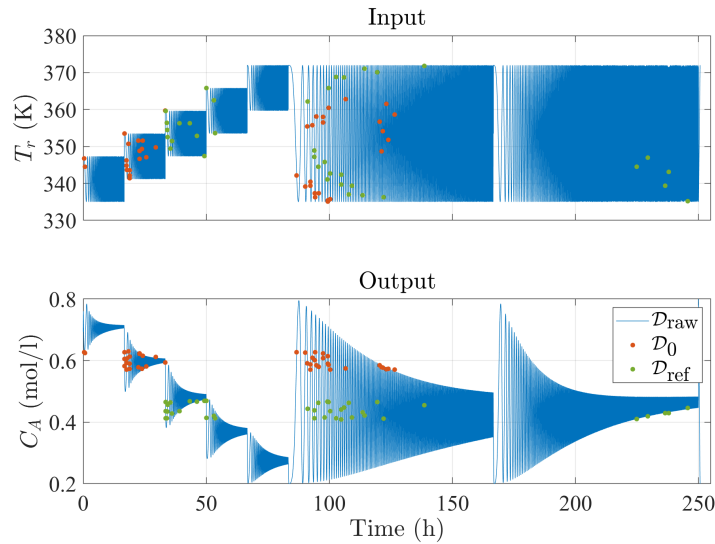 Input
380
370
360
350
340
330
T_r (K)
Output
0.8
0.6
0.4
0.2
C_A (mol/l)
𝒟_raw
𝒟_0
𝒟_ref
0 50 100 150 200 250
Time (h)